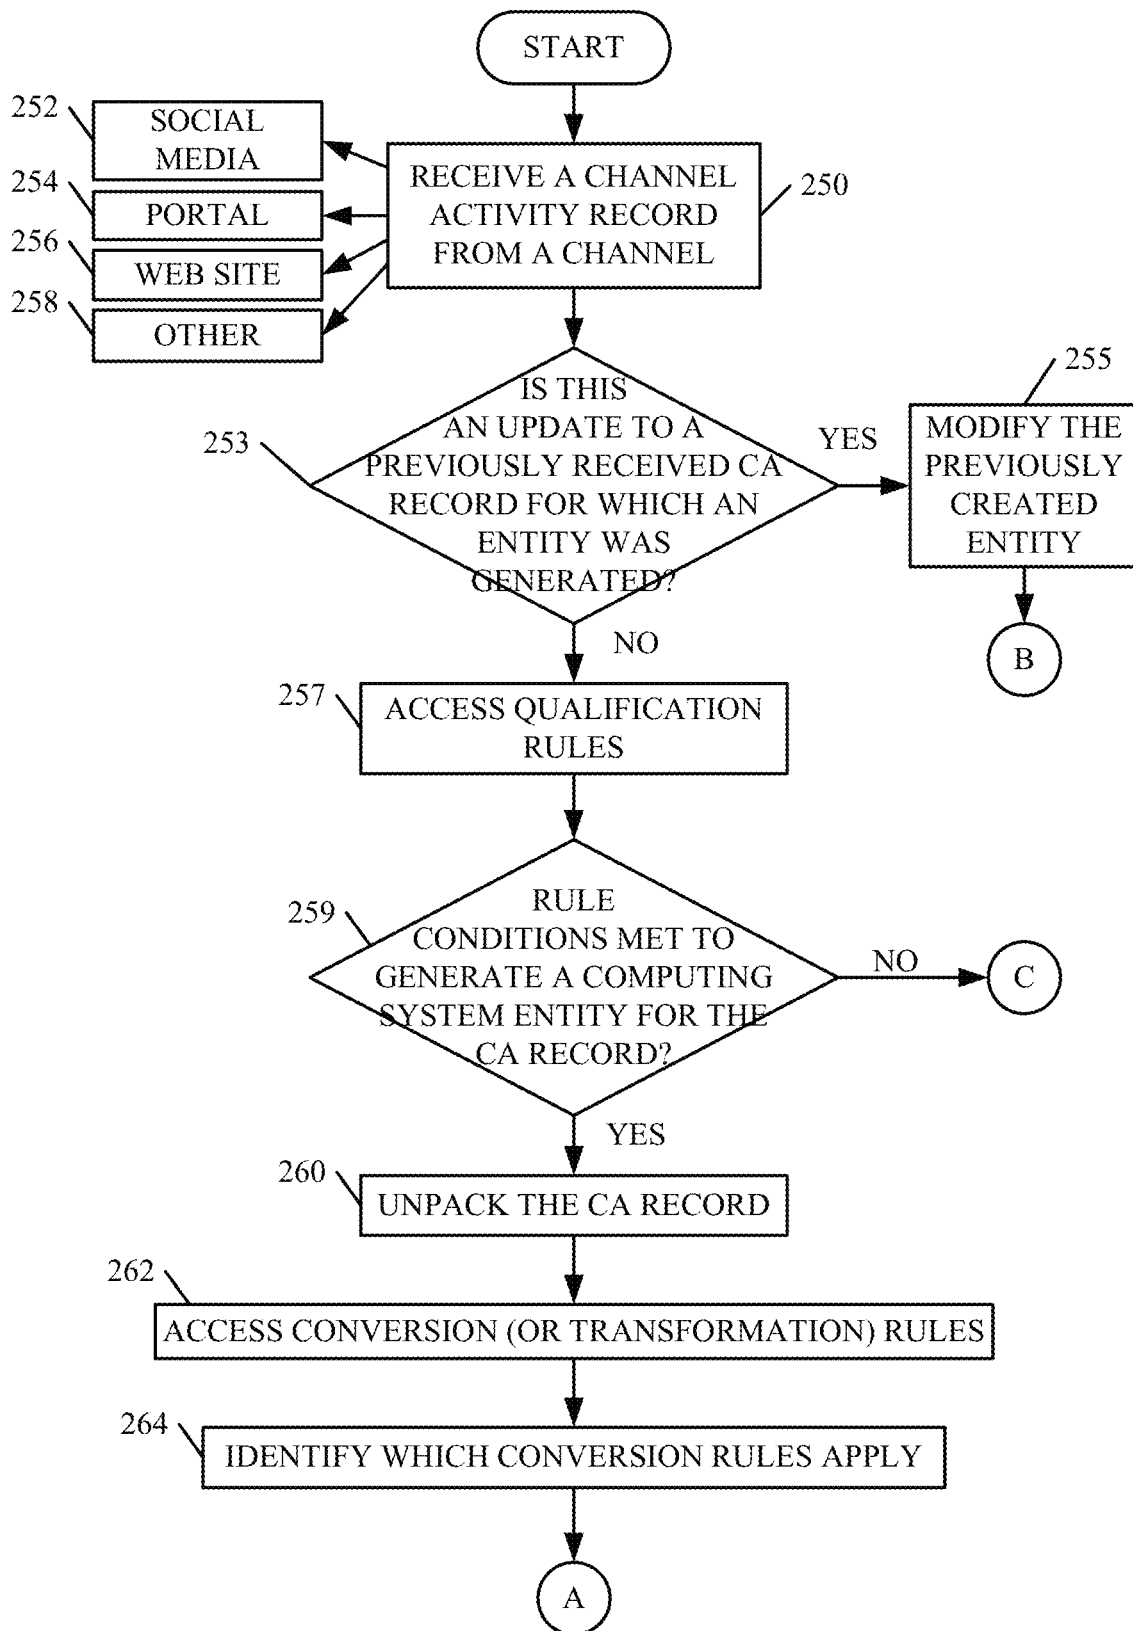 START
252
SOCIAL
MEDIA
254
PORTAL
256
WEB SITE
258
OTHER
RECEIVE A CHANNEL
ACTIVITY RECORD
FROM A CHANNEL
250
253
IS THIS
AN UPDATE TO A
PREVIOUSLY RECEIVED CA
RECORD FOR WHICH AN
ENTITY WAS
GENERATED?
YES
255
MODIFY THE
PREVIOUSLY
CREATED
ENTITY
B
NO
257
ACCESS QUALIFICATION
RULES
259
RULE
CONDITIONS MET TO
GENERATE A COMPUTING
SYSTEM ENTITY FOR THE
CA RECORD?
NO
C
YES
260
UNPACK THE CA RECORD
262
ACCESS CONVERSION (OR TRANSFORMATION) RULES
264
IDENTIFY WHICH CONVERSION RULES APPLY
A